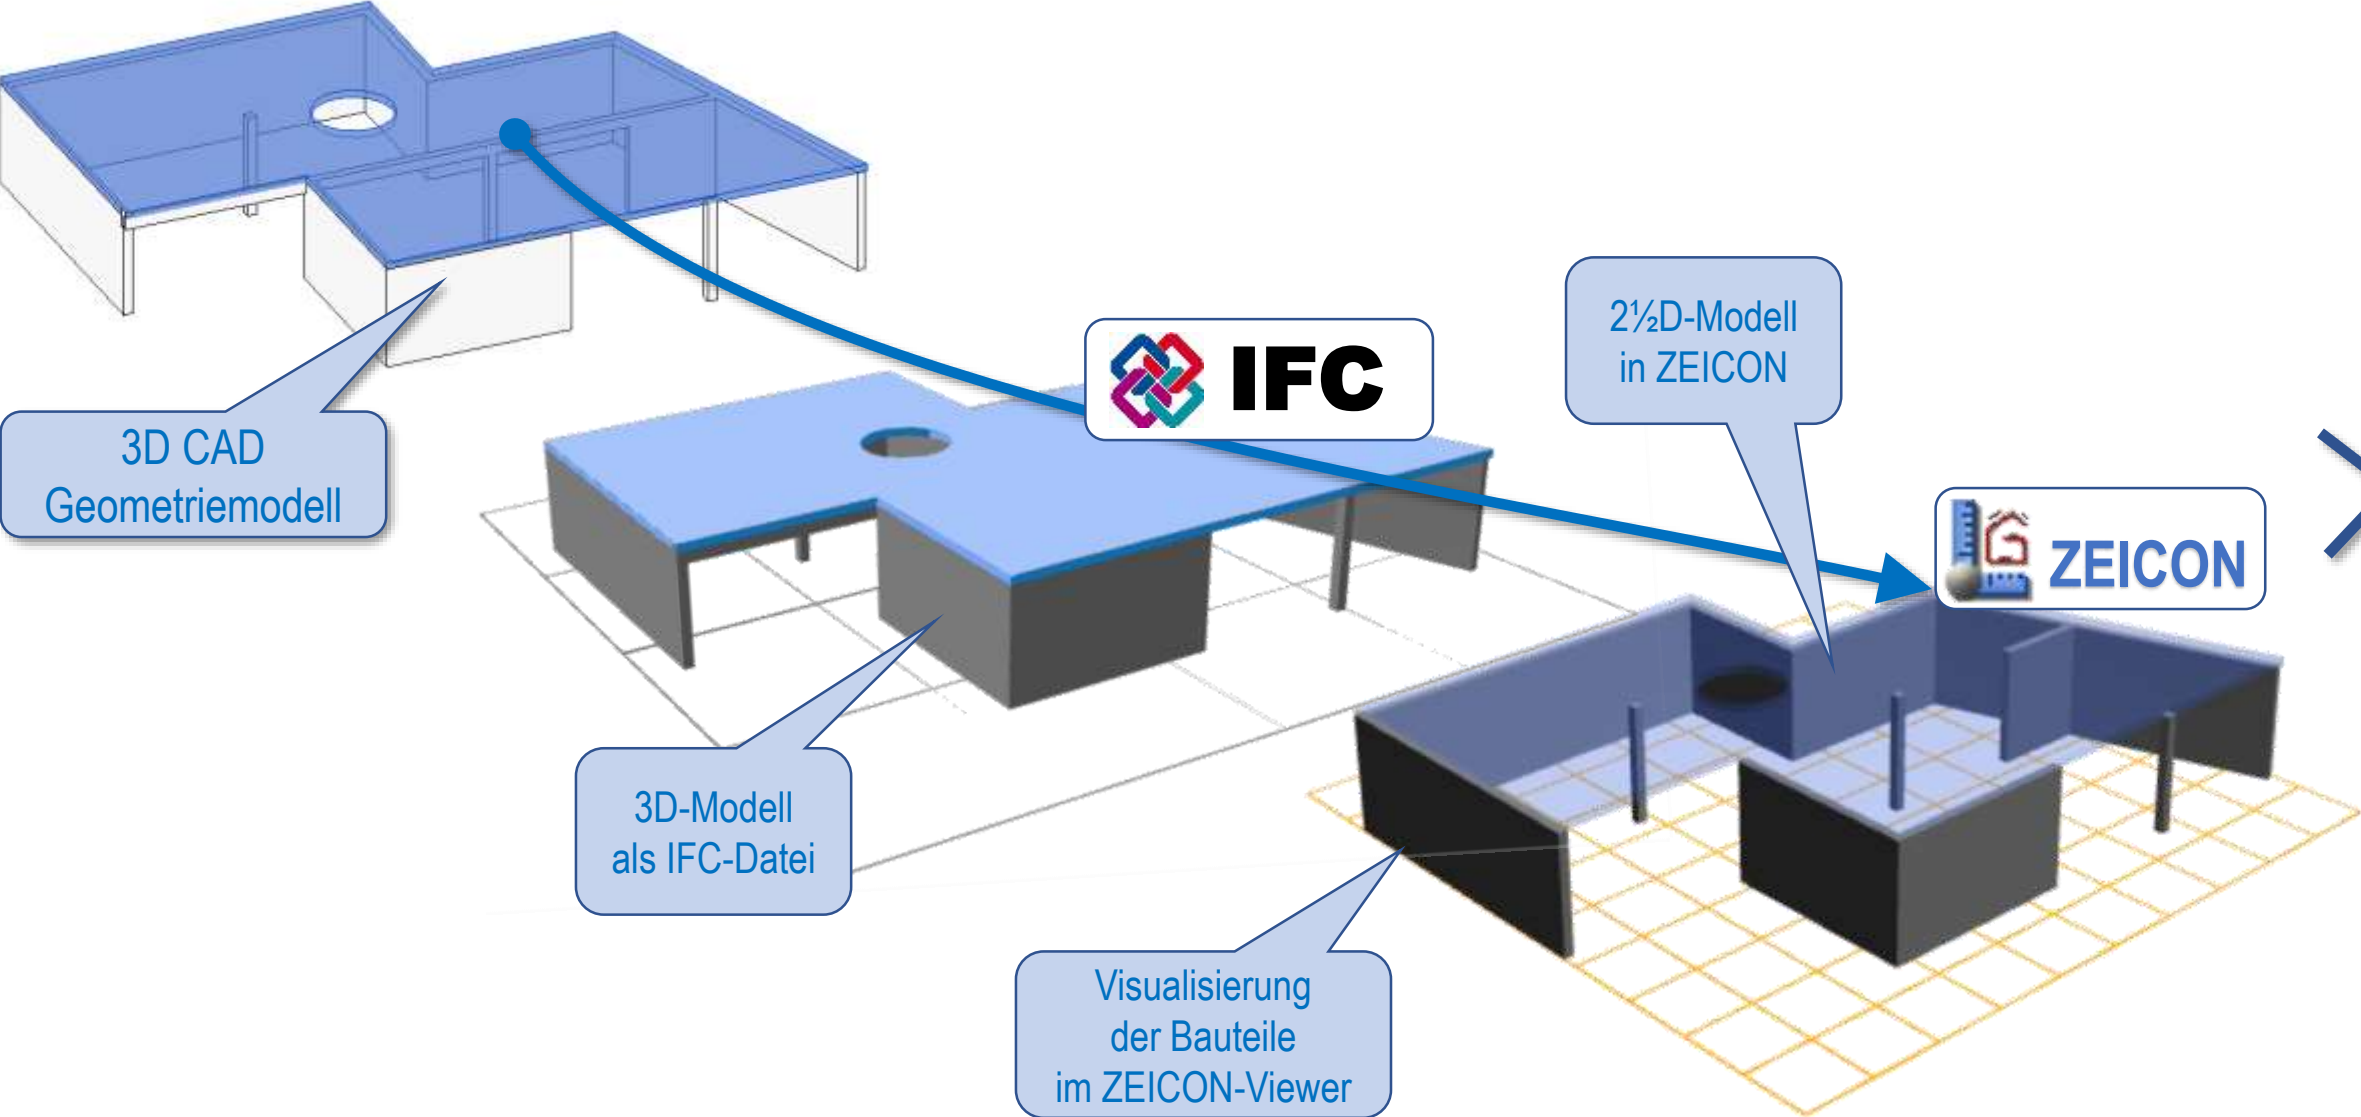 3D CAD
Geometriemodell
IFC
2½D-Modell
in ZEICON
ZEICON
3D-Modell
als IFC-Datei
Visualisierung
der Bauteile
im ZEICON-Viewer